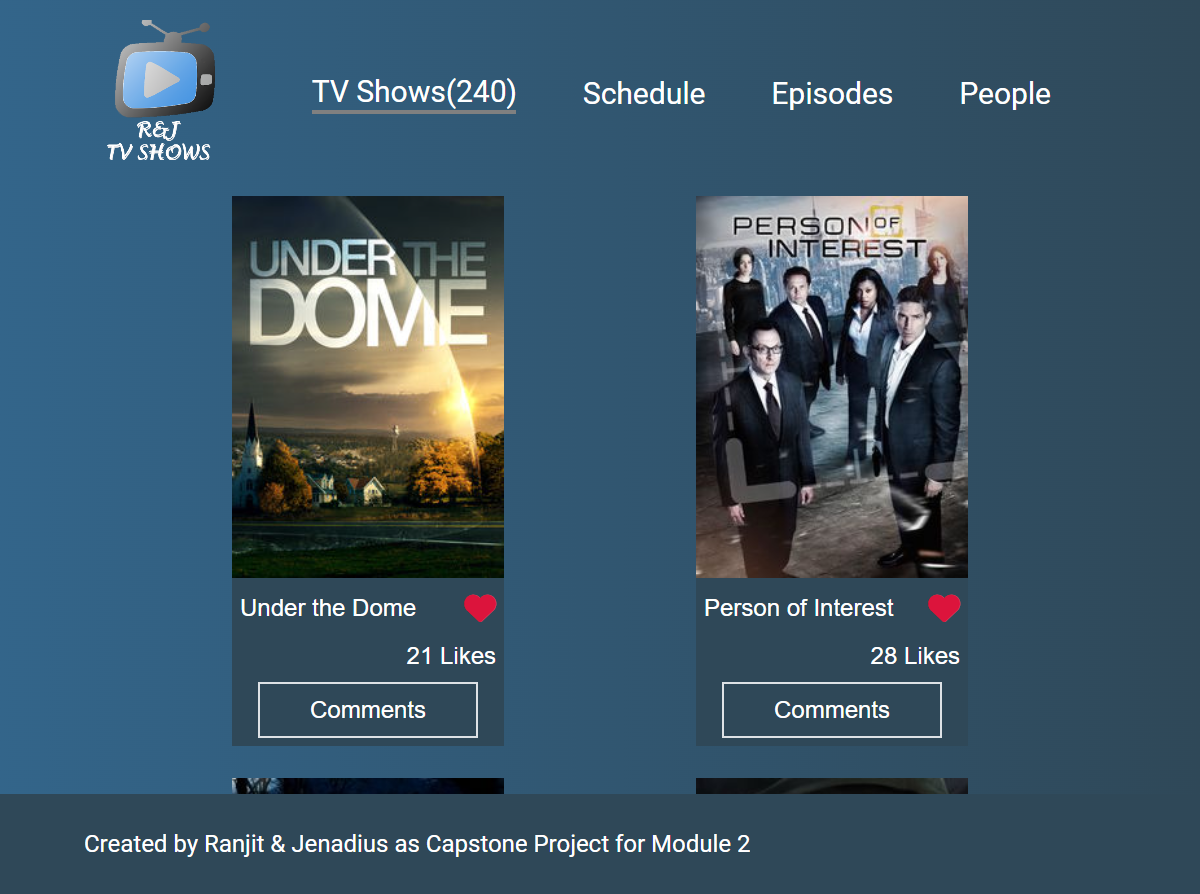 R&J
TV SHOWS
TV Shows(240)
Schedule
Episodes
People
UNDER THE
DOME
PERSON OF
INTEREST
Under the Dome
Person of Interest
21 Likes
28 Likes
Comments
Comments
Created by Ranjit & Jenadius as Capstone Project for Module 2